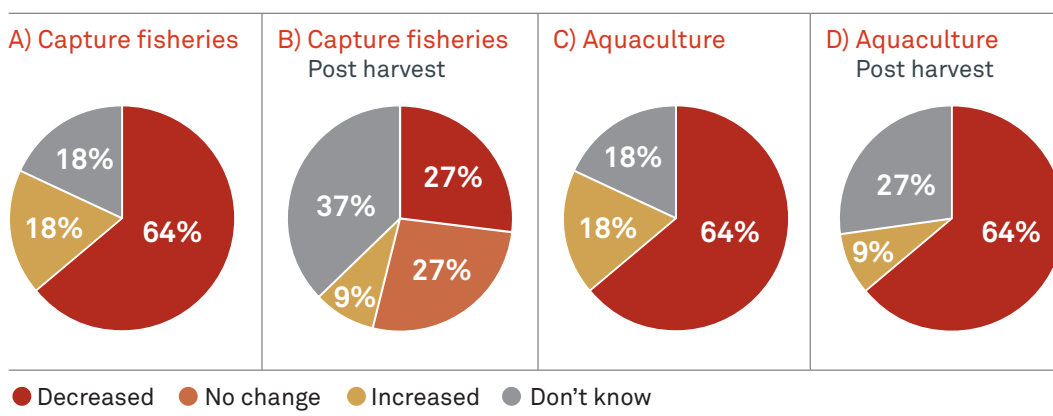 A) Capture fisheries
18%
18%
64%
B) Capture fisheries
Post harvest
27%
37%
27%
9%
C) Aquaculture
18%
18%
64%
D) Aquaculture
Post harvest
27%
9%
64%
Decreased No change Increased Don't know